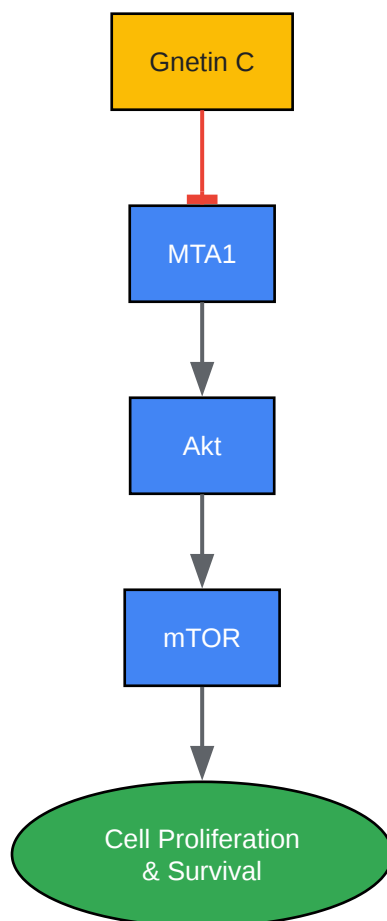 Gnetin C
MTA1
Akt
mTOR
Cell Proliferation
& Survival